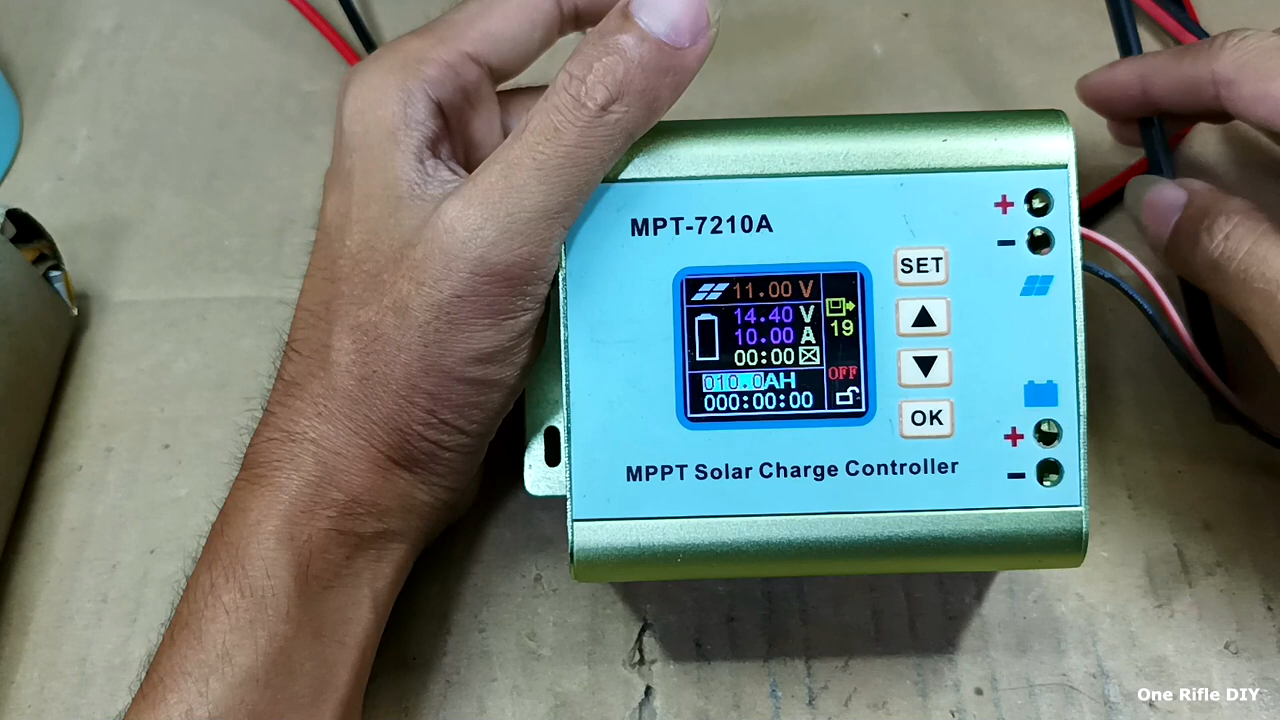 MPT-7210A
11.00 V
14.40 V
10.00 A
00:00
010.0AH
000:00:00
19
OFF
SET
OK
+
-
+
-
MPPT Solar Charge Controller
One Rifle DIY